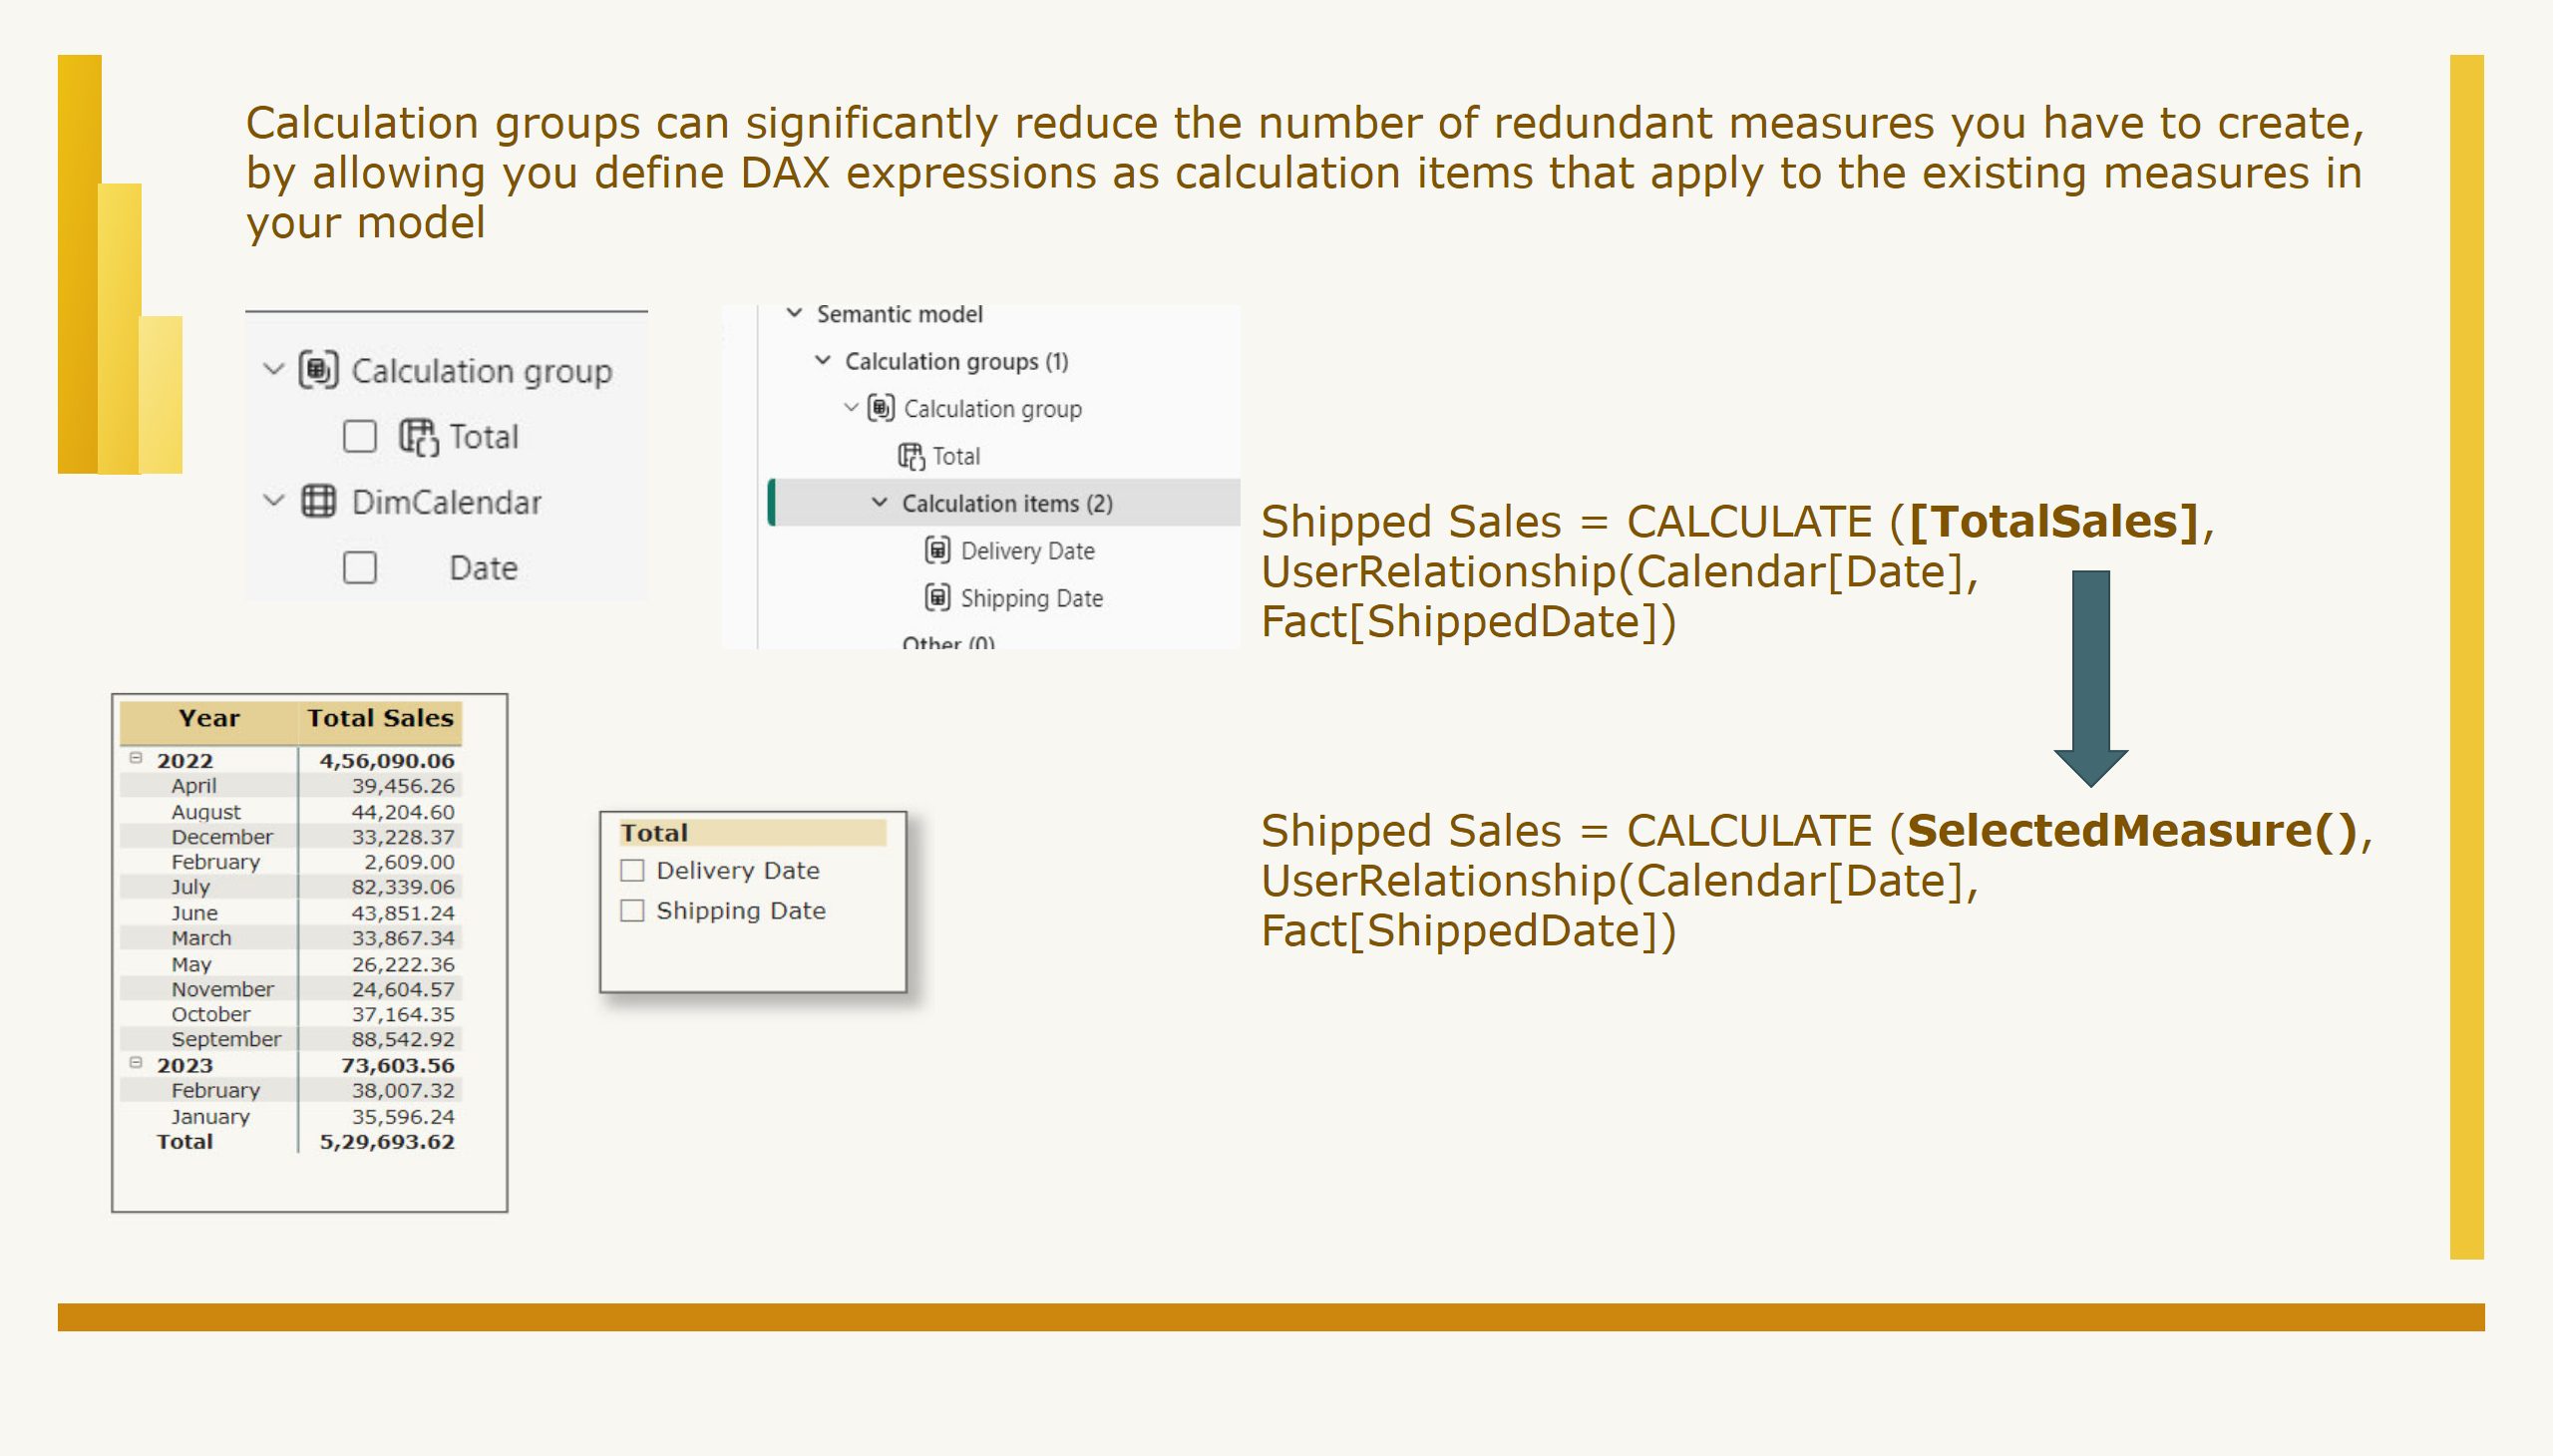 Calculation groups can significantly reduce the number of redundant measures you have to create,
by allowing you define DAX expressions as calculation items that apply to the existing measures in
your model
Calculation group
Total
DimCalendar
Date
Semantic model
Calculation groups (1)
Calculation group
Total
Calculation items (2)
Delivery Date
Shipping Date
Other (0)
Shipped Sales = CALCULATE ([TotalSales],
UserRelationship(Calendar[Date],
Fact[ShippedDate])
Shipped Sales = CALCULATE (SelectedMeasure(),
UserRelationship(Calendar[Date],
Fact[ShippedDate])
Year Total Sales
2022 4,56,090.06
April 39,456.26
August 44,204.60
December 33,228.37
February 2,609.00
July 82,339.06
June 43,851.24
March 33,867.34
May 26,222.36
November 24,604.57
October 37,164.35
September 88,542.92
2023 73,603.56
February 38,007.32
January 35,596.24
Total 5,29,693.62
Total
Delivery Date
Shipping Date